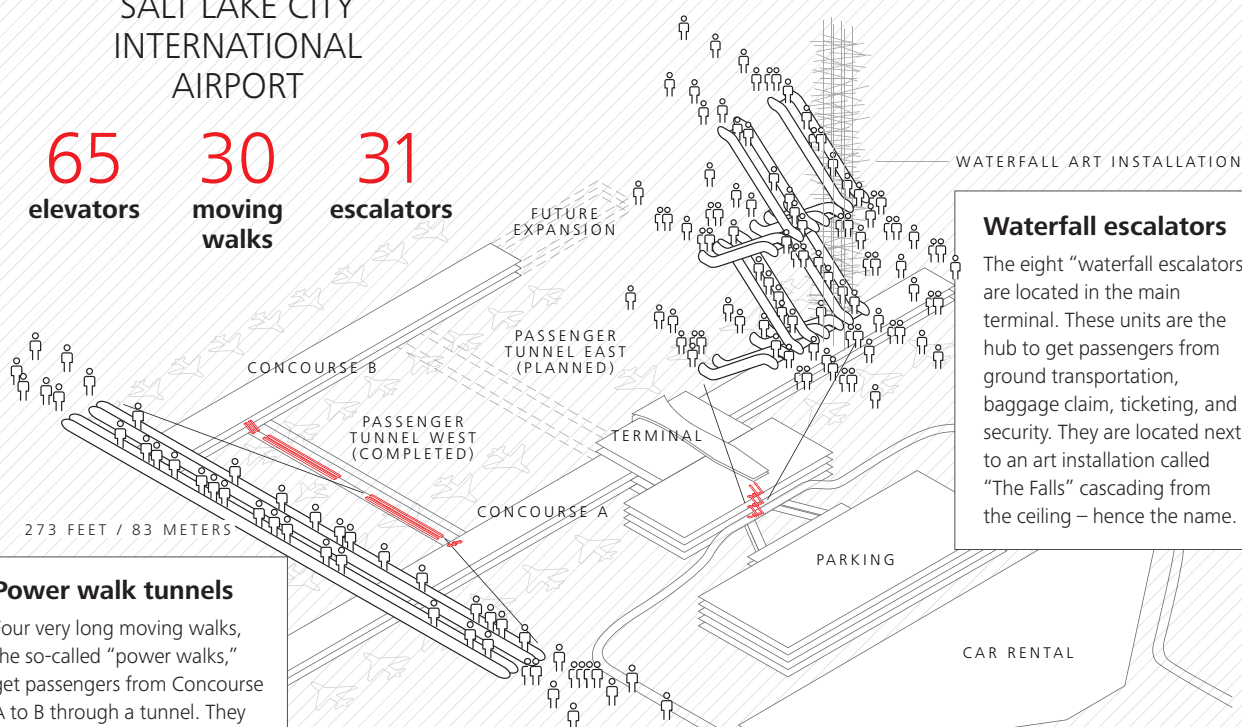 SALT LAKE CITY
INTERNATIONAL
AIRPORT
65
elevators
30
moving
walks
31
escalators
WATERFALL ART INSTALLATION
Waterfall escalators
The eight “waterfall escalators
are located in the main
terminal. These units are the
hub to get passengers from
ground transportation,
baggage claim, ticketing, and
security. They are located next
to an art installation called
“The Falls” cascading from
the ceiling – hence the name.
FUTURE
EXPANSION
PASSENGER
TUNNEL EAST
(PLANNED)
CONCOURSE B
PASSENGER
TUNNEL WEST
(COMPLETED)
TERMINAL
CONCOURSE A
273 FEET / 83 METERS
PARKING
CAR RENTAL
Power walk tunnels
Four very long moving walks,
the so-called “power walks,”
get passengers from Concourse
A to B through a tunnel. They